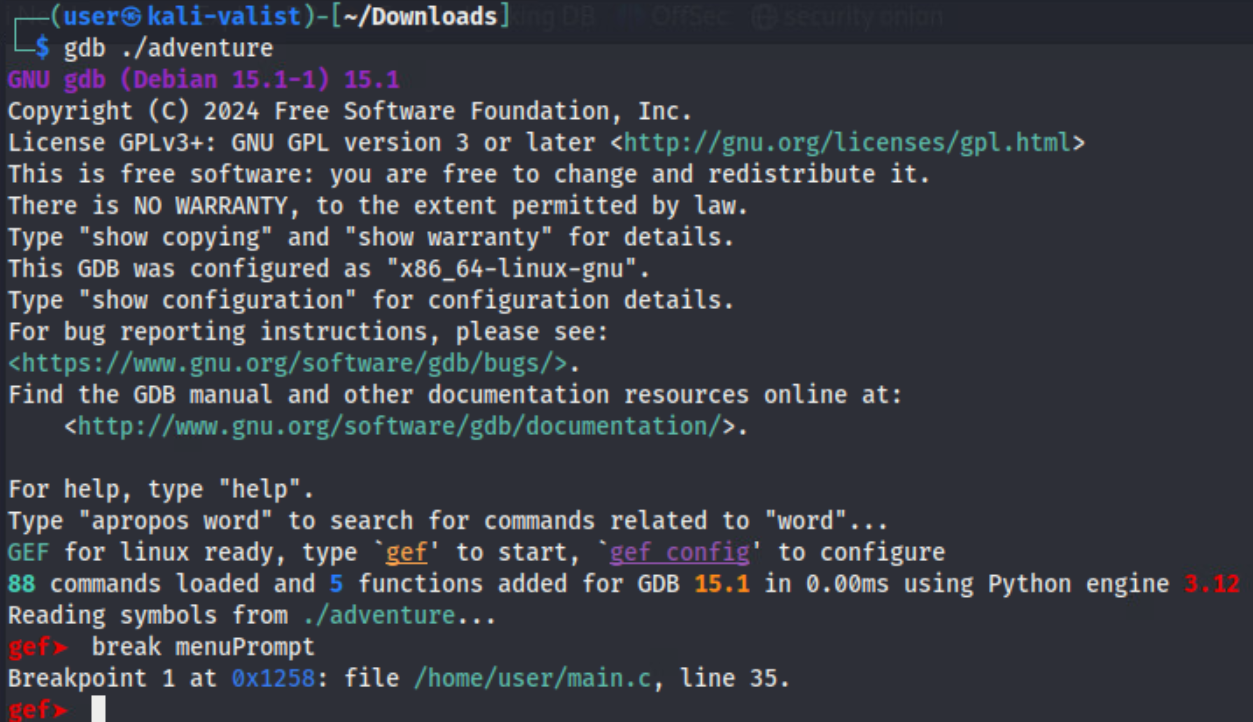 ┌──(user㉿kali-valist)-[~/Downloads]
└─$ gdb ./adventure
GNU gdb (Debian 15.1-1) 15.1
Copyright (C) 2024 Free Software Foundation, Inc.
License GPLv3+: GNU GPL version 3 or later <http://gnu.org/licenses/gpl.html>
This is free software: you are free to change and redistribute it.
There is NO WARRANTY, to the extent permitted by law.
Type "show copying" and "show warranty" for details.
This GDB was configured as "x86_64-linux-gnu".
Type "show configuration" for configuration details.
For bug reporting instructions, please see:
<https://www.gnu.org/software/gdb/bugs/>.
Find the GDB manual and other documentation resources online at:
    <http://www.gnu.org/software/gdb/documentation/>.

For help, type "help".
Type "apropos word" to search for commands related to "word"...
GEF for linux ready, type `gef' to start, `gef config' to configure
88 commands loaded and 5 functions added for GDB 15.1 in 0.00ms using Python engine 3.12
Reading symbols from ./adventure...
gef➤  break menuPrompt
Breakpoint 1 at 0x1258: file /home/user/main.c, line 35.
gef➤